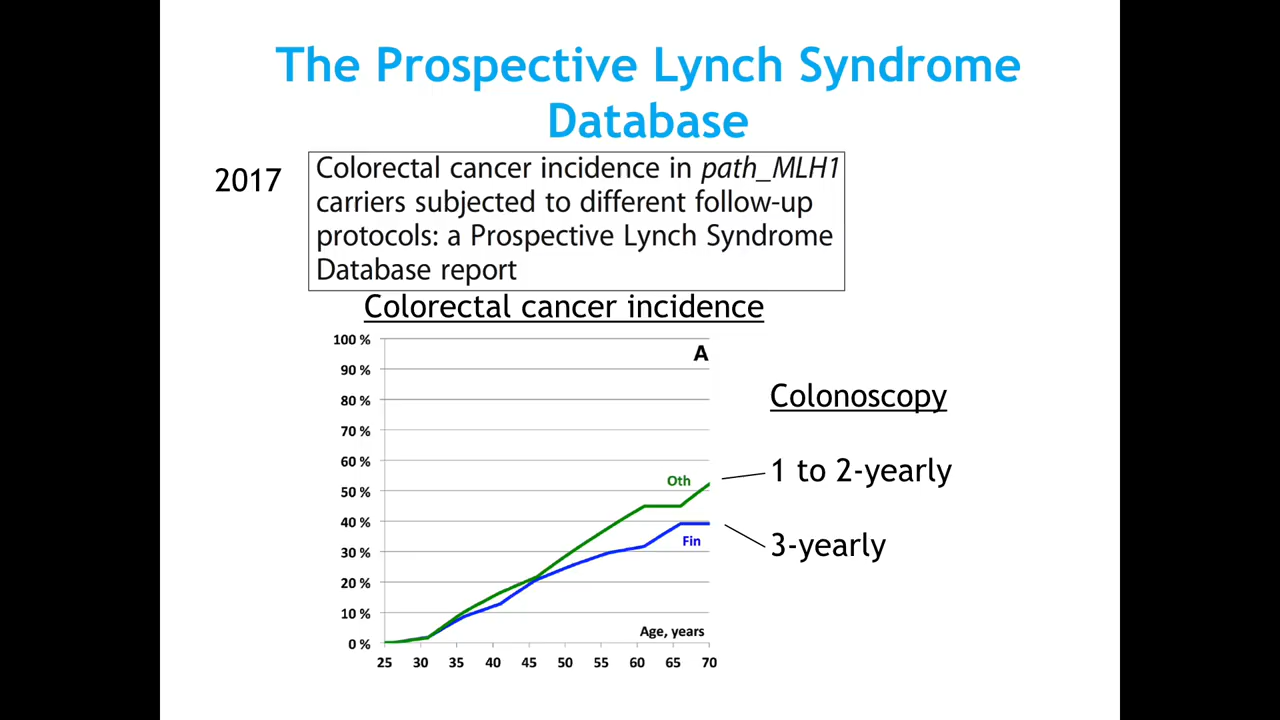 The Prospective Lynch Syndrome
Database
2017
Colorectal cancer incidence in path_MLH1
carriers subjected to different follow-up
protocols: a Prospective Lynch Syndrome
Database report
Colorectal cancer incidence
100 %
90 %
80 %
70 %
60 %
50 %
40 %
30 %
20 %
10 %
0 %
A
Oth
Fin
Age, years
25 30 35 40 45 50 55 60 65 70
Colonoscopy
1 to 2-yearly
3-yearly